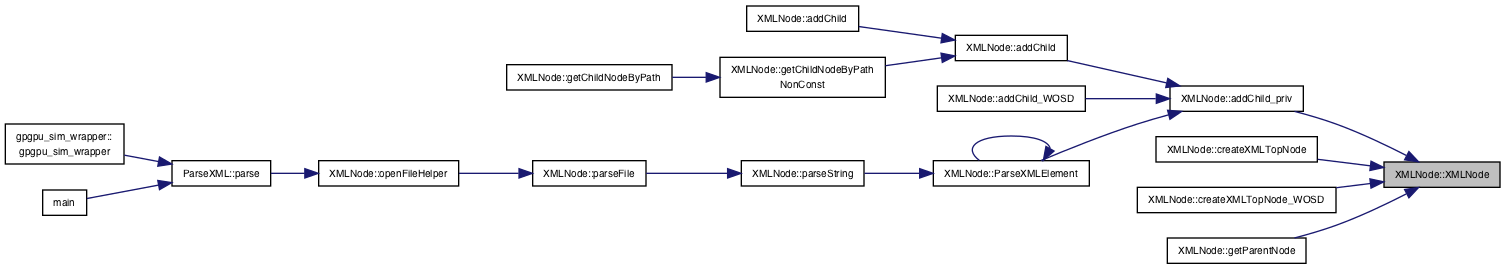 XMLNode::addChild
XMLNode::addChild
XMLNode::getChildNodeByPath
XMLNode::getChildNodeByPath
NonConst
XMLNode::addChild_WOSD
XMLNode::addChild_priv
gpgpu_sim_wrapper::
gpgpu_sim_wrapper
XMLNode::createXMLTopNode
ParseXML::parse
XMLNode::openFileHelper
XMLNode::parseFile
XMLNode::parseString
XMLNode::ParseXMLElement
XMLNode::XMLNode
main
XMLNode::createXMLTopNode_WOSD
XMLNode::getParentNode